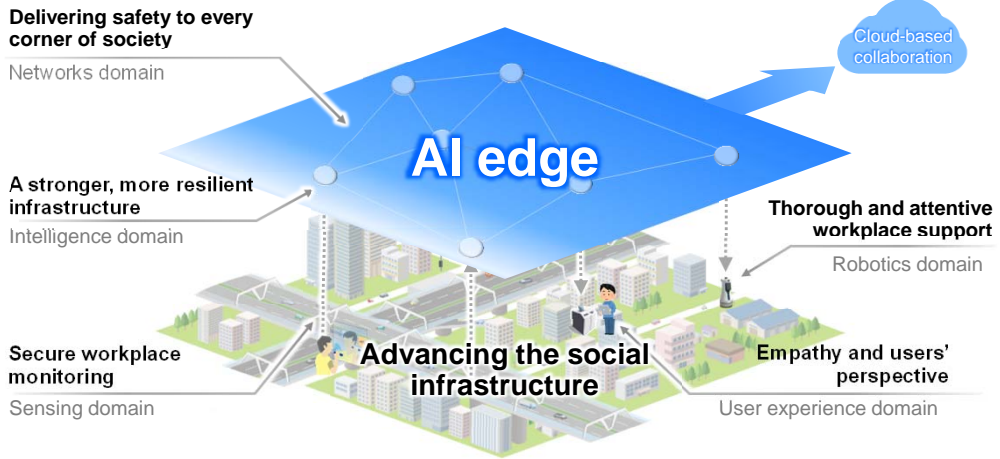 Delivering safety to every
corner of society
Networks domain
Cloud-based
collaboration
AI edge
A stronger, more resilient
infrastructure
Intelligence domain
Thorough and attentive
workplace support
Robotics domain
Secure workplace
monitoring
Sensing domain
Advancing the social
infrastructure
Empathy and users’
perspective
User experience domain